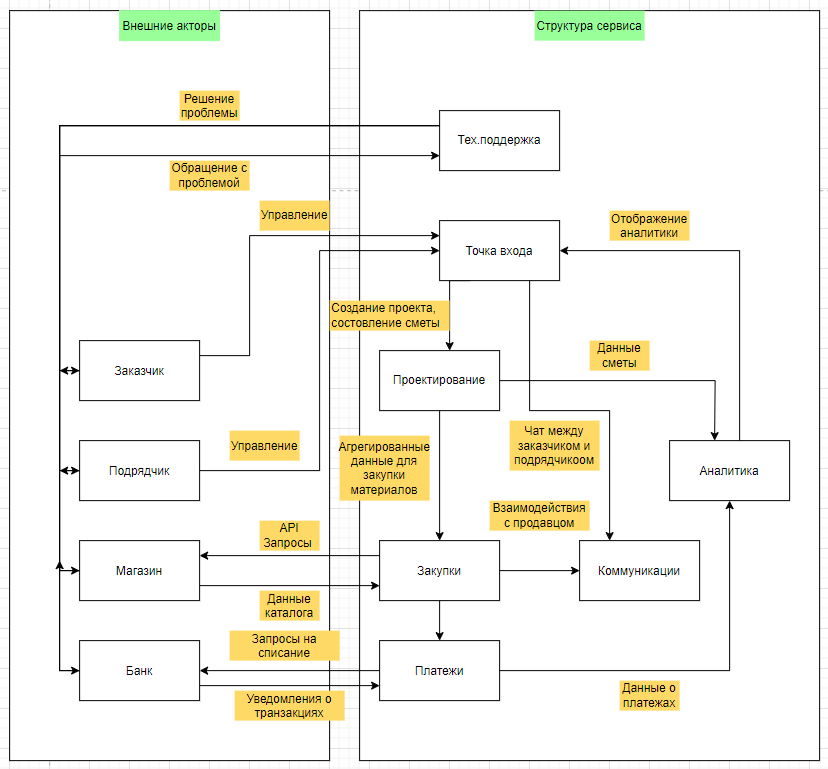 Внешние акторы
Структура сервиса
Решение
проблемы
Тех.поддержка
Обращение с
проблемой
Управление
Точка входа
Отображение
аналитики
Создание проекта,
состовление сметы
Данные
сметы
Заказчик
Проектирование
Управление
Чат между
заказчиком и
подрядчикоом
Агрегированные
данные для
закупки
материалов
Подрядчик
Аналитика
API
Запросы
Взаимодействия
с продавцом
Магазин
Закупки
Коммуникации
Данные
каталога
Запросы на
списание
Банк
Платежи
Уведомления о
транзакциях
Данные о
платежах